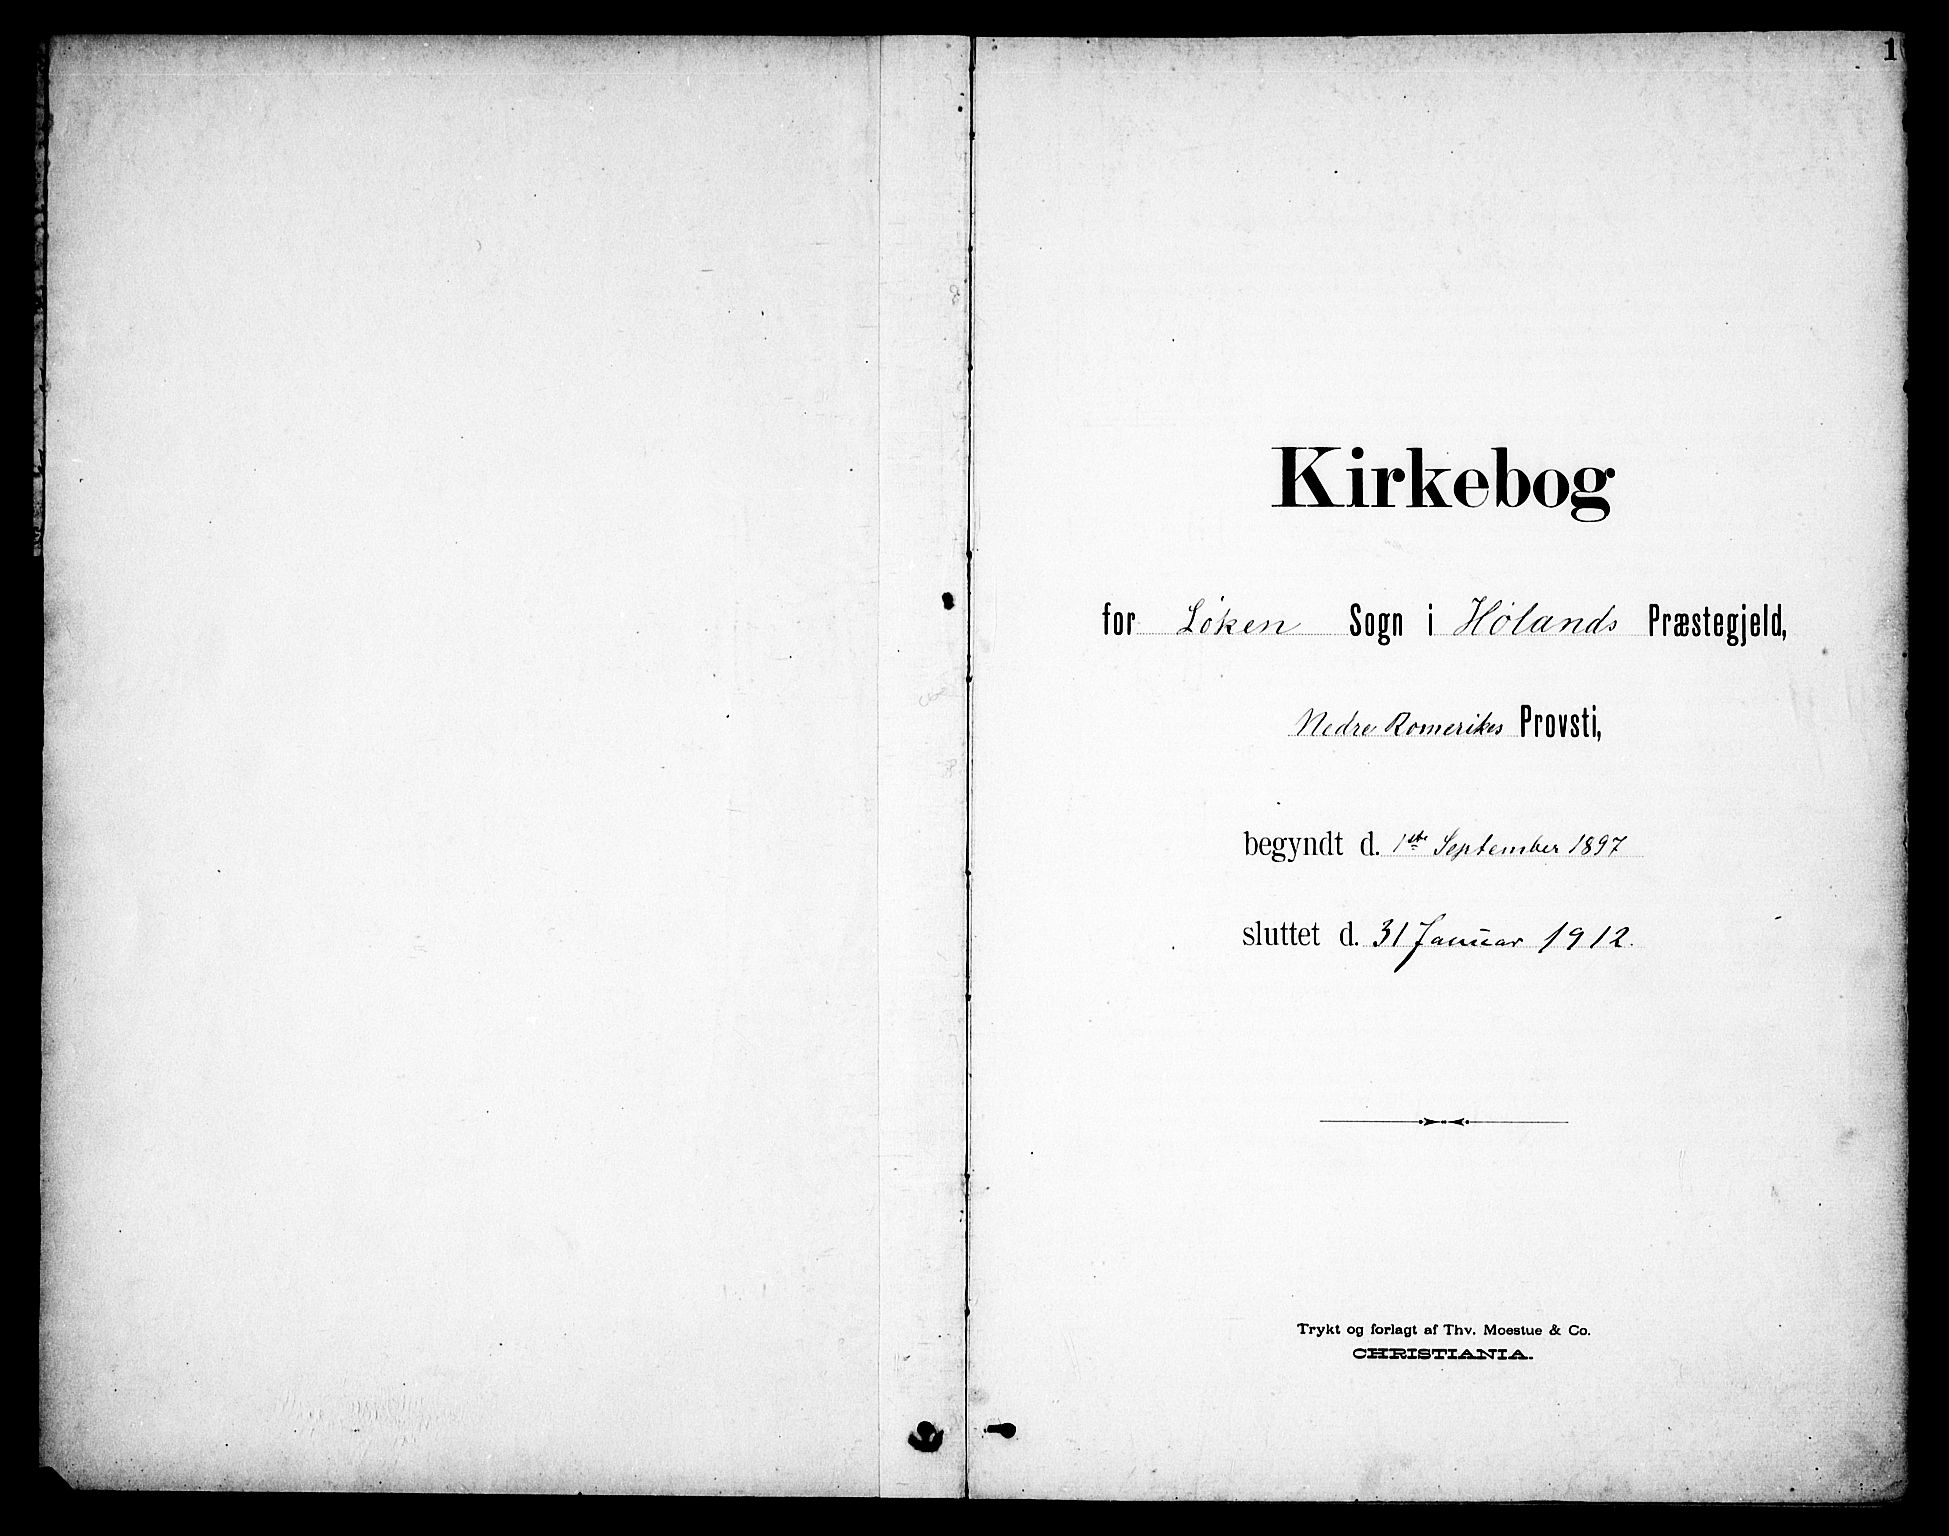 1
Kirkebog
for Løken Sogn i Hølands Præstegjeld,
Nedre Romerikes Provsti,
begyndt d. 1ste September 1897
sluttet d. 31 Januar 1912.
Trykt og forlagt af Thv. Moestue & Co.
CHRISTIANIA.